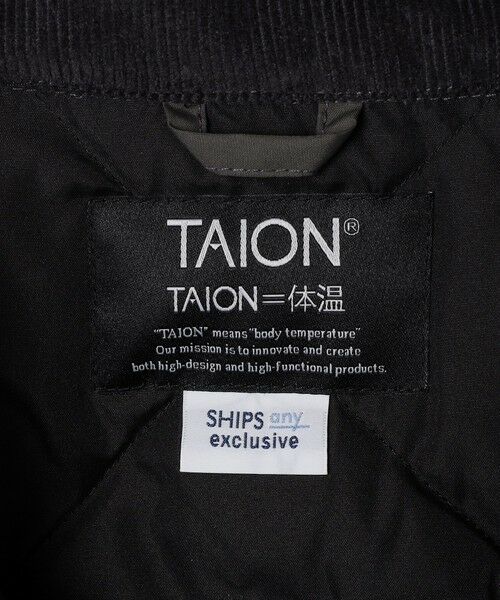 TAION®
TAION=体温
"TAION" means "body temperature"
Our mission is to innovate and create
both high-design and high-functional products.
SHIPS any
exclusive